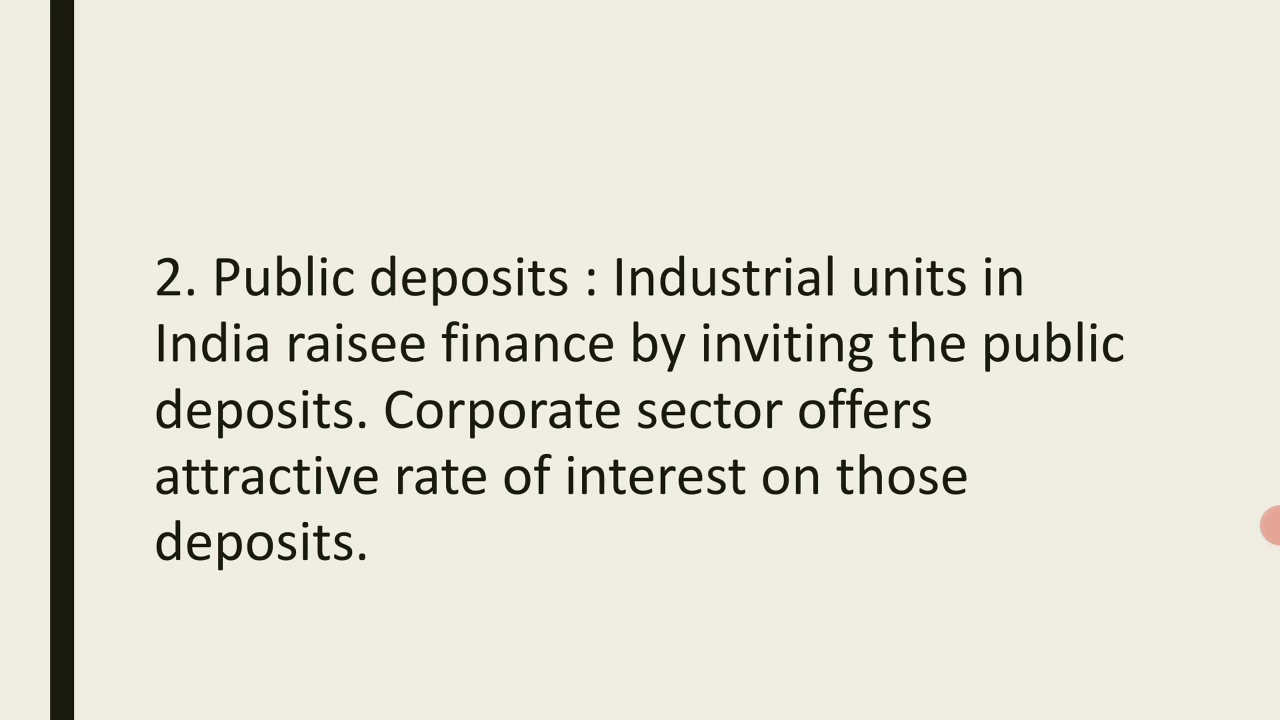 2. Public deposits : Industrial units in
India raisee finance by inviting the public
deposits. Corporate sector offers
attractive rate of interest on those
deposits.